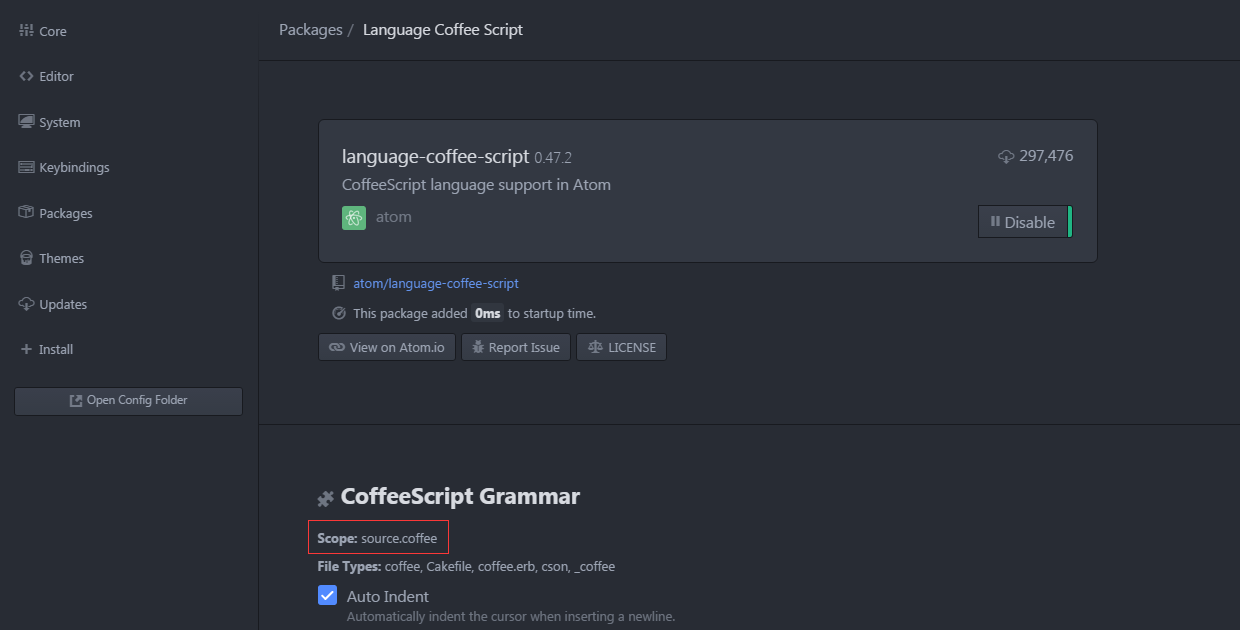 Core
Editor
System
Keybindings
Packages
Themes
Updates
Install
Open Config Folder
Packages / Language Coffee Script
language-coffee-script 0.47.2
297,476
CoffeeScript language support in Atom
atom
Disable
atom/language-coffee-script
This package added 0ms to startup time.
View on Atom.io
Report Issue
LICENSE
CoffeeScript Grammar
Scope: source.coffee
File Types: coffee, Cakefile, coffee.erb, cson, _coffee
Auto Indent
Automatically indent the cursor when inserting a newline.